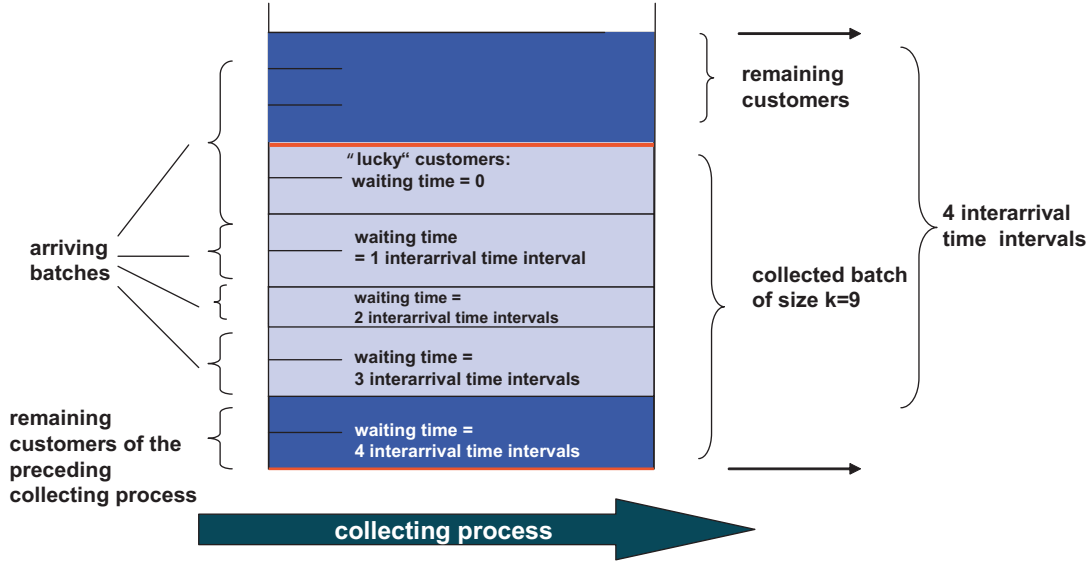 remaining
customers
"lucky“ customers:
waiting time = 0
4 interarrival
time intervals
arriving
batches
waiting time
= 1 interarrival time interval
collected batch
of size k=9
waiting time =
2 interarrival time intervals
waiting time =
3 interarrival time intervals
remaining
customers of the
preceding
collecting process
waiting time =
4 interarrival time intervals
collecting process